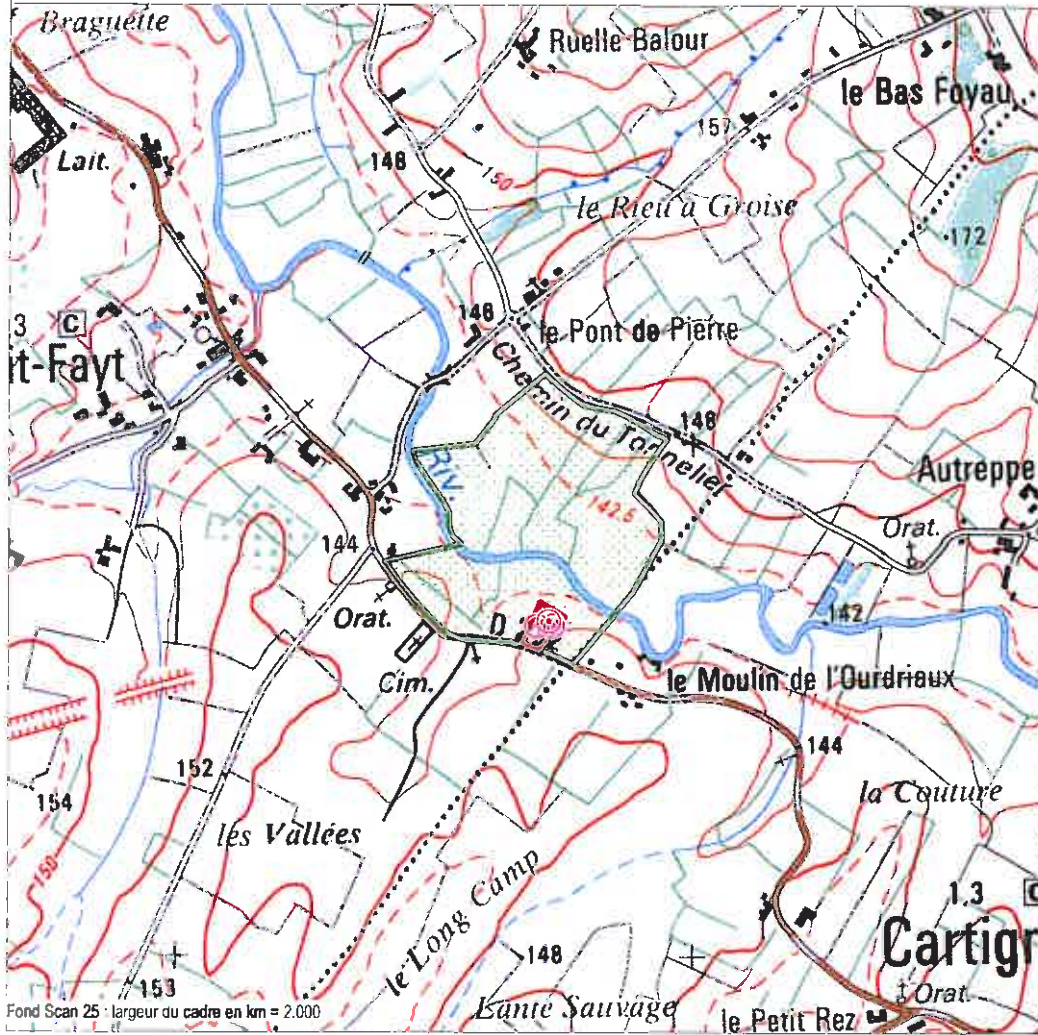 Braguette
Ruelle Balour
le Bas Foyau
157
Lait.
148
150
le Rieu à Groise
172
3
C
146
le Pont de Pierre
t-Fayt
Chemin du Tonnelier
148
Riv.
Autreppe
142.5
Orat.
144
142
Orat.
D
Cim.
le Moulin de l'Ourdriaux
144
152
la Couture
154
les Vallées
150
le Long Camp
1.3
C
Cartign
148
153
Orat.
Fond Scan 25 : largeur du cadre en km = 2.000
Lante Sauvage
le Petit Rez